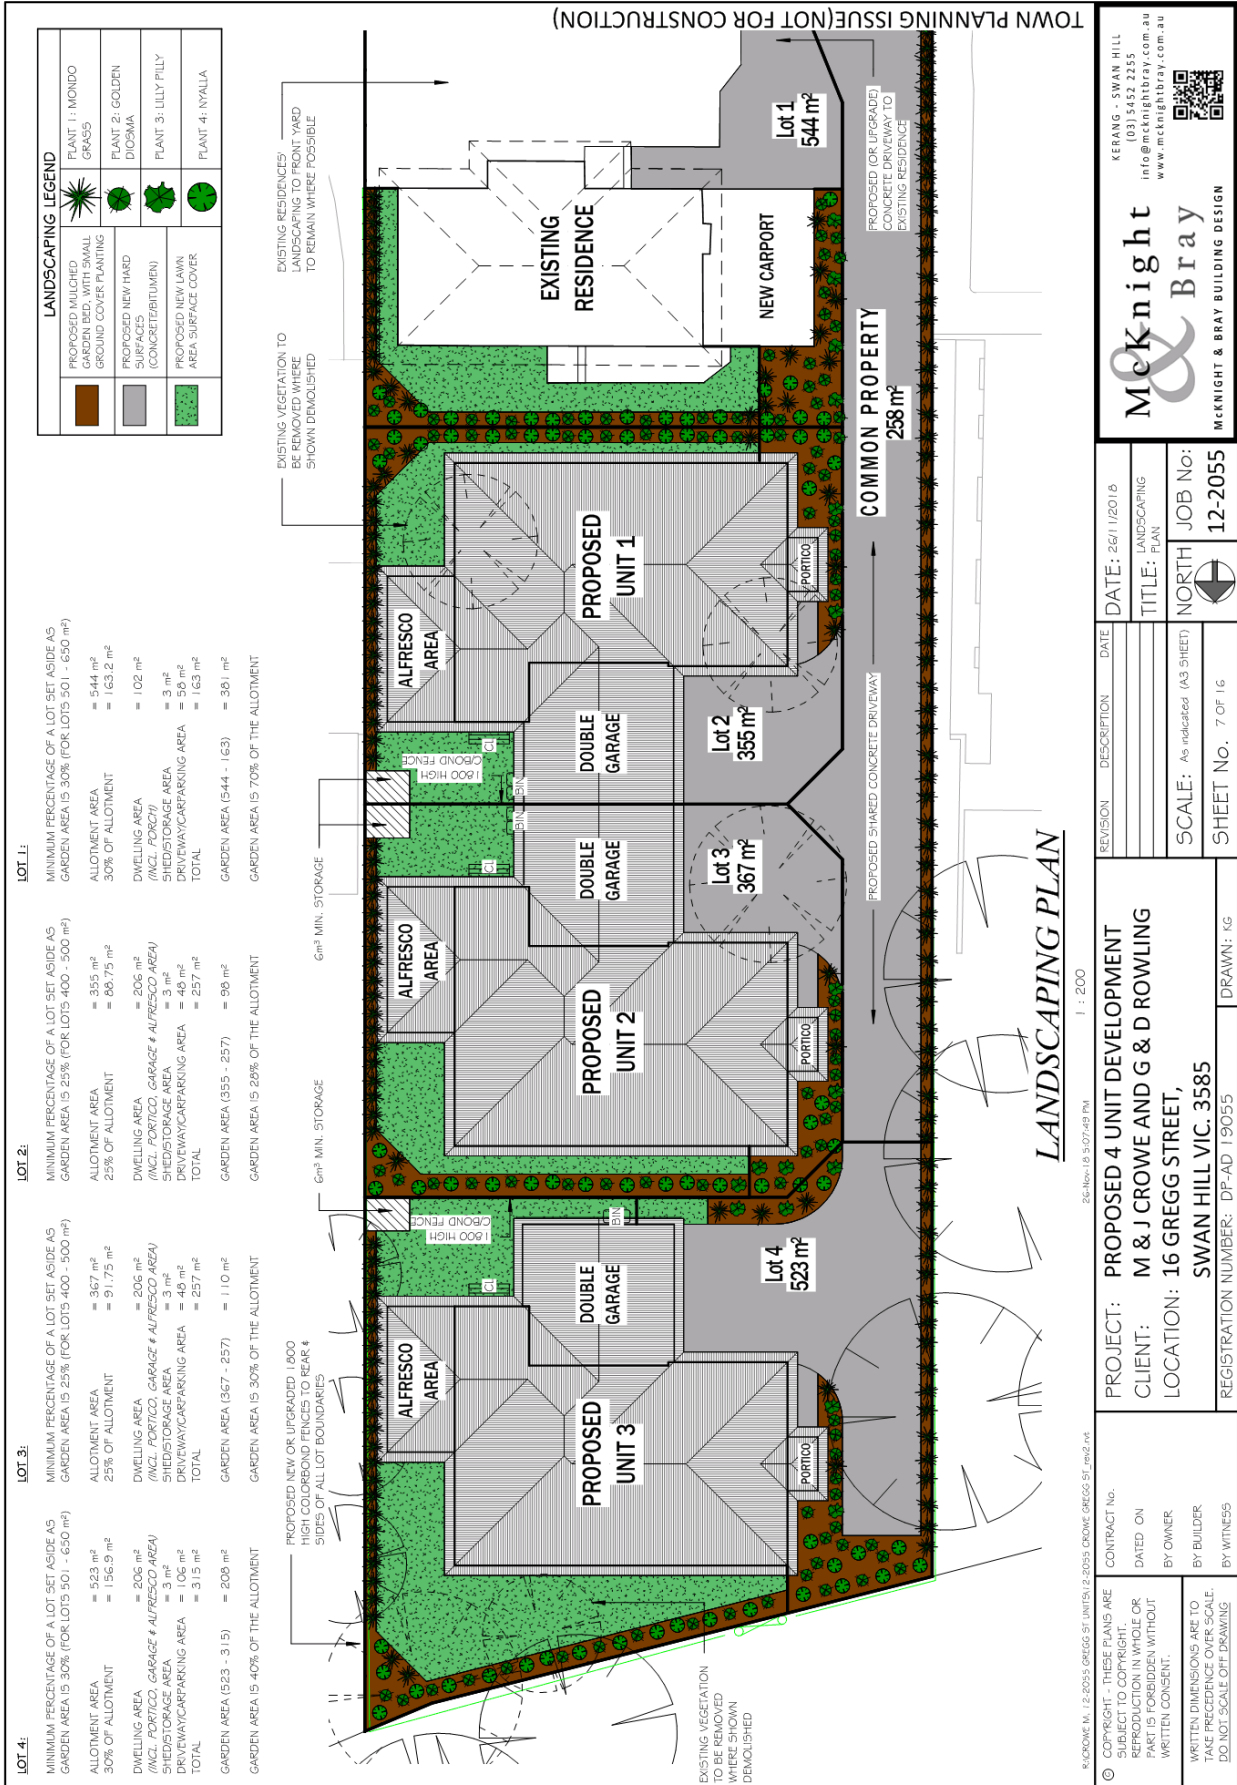 TOWN PLANNING ISSUE(NOT FOR CONSTRUCTION)
LOT 4:
MINIMUM PERCENTAGE OF A LOT SET ASIDE AS
GARDEN AREA IS 30% (FOR LOTS 501 - 650 m²)
ALLOTMENT AREA = 523 m²
30% OF ALLOTMENT = 156.9 m²
DWELLING AREA = 206 m²
(INCL. PORTICO, GARAGE & ALFRESCO AREA)
SHED/STORAGE AREA = 3 m²
DRIVEWAY/CARPARKING AREA = 106 m²
TOTAL = 315 m²
GARDEN AREA (523 - 315) = 208 m²
GARDEN AREA IS 40% OF THE ALLOTMENT
LOT 3:
MINIMUM PERCENTAGE OF A LOT SET ASIDE AS
GARDEN AREA IS 25% (FOR LOTS 400 - 500 m²)
ALLOTMENT AREA = 367 m²
25% OF ALLOTMENT = 91.75 m²
DWELLING AREA = 206 m²
(INCL. PORTICO, GARAGE & ALFRESCO AREA)
SHED/STORAGE AREA = 3 m²
DRIVEWAY/CARPARKING AREA = 48 m²
TOTAL = 257 m²
GARDEN AREA (367 - 257) = 110 m²
GARDEN AREA IS 30% OF THE ALLOTMENT
LOT 2:
MINIMUM PERCENTAGE OF A LOT SET ASIDE AS
GARDEN AREA IS 25% (FOR LOTS 400 - 500 m²)
ALLOTMENT AREA = 355 m²
25% OF ALLOTMENT = 88.75 m²
DWELLING AREA = 206 m²
(INCL. PORTICO, GARAGE & ALFRESCO AREA)
SHED/STORAGE AREA = 3 m²
DRIVEWAY/CARPARKING AREA = 48 m²
TOTAL = 257 m²
GARDEN AREA (355 - 257) = 98 m²
GARDEN AREA IS 28% OF THE ALLOTMENT
LOT 1:
MINIMUM PERCENTAGE OF A LOT SET ASIDE AS
GARDEN AREA IS 30% (FOR LOTS 501 - 650 m²)
ALLOTMENT AREA = 544 m²
30% OF ALLOTMENT = 163.2 m²
DWELLING AREA = 102 m²
(INCL. PORCH)
SHED/STORAGE AREA = 3 m²
DRIVEWAY/CARPARKING AREA = 58 m²
TOTAL = 163 m²
GARDEN AREA (544 - 163) = 381 m²
GARDEN AREA IS 70% OF THE ALLOTMENT
LANDSCAPING LEGEND
PROPOSED MULCHED
GARDEN BED, WITH SMALL
GROUND COVER PLANTING
PROPOSED NEW HARD
SURFACES
(CONCRETE/BITUMEN)
PROPOSED NEW LAWN
AREA SURFACE COVER
PLANT 1: MONDO
GRASS
PLANT 2: GOLDEN
DIOSMA
PLANT 3: LILLY PILLY
PLANT 4: NYALLA
PROPOSED NEW OR UPGRADED 1800
HIGH COLORBOND FENCES TO REAR &
SIDES OF ALL LOT BOUNDARIES
6m³ MIN. STORAGE
6m³ MIN. STORAGE
EXISTING VEGETATION TO
BE REMOVED WHERE
SHOWN DEMOLISHED
EXISTING RESIDENCES'
LANDSCAPING TO FRONT YARD
TO REMAIN WHERE POSSIBLE
ALFRESCO
AREA
1800 HIGH
C/BOND FENCE
CL
BIN
DOUBLE
GARAGE
PROPOSED
UNIT 3
PORTICO
Lot 4
523 m²
ALFRESCO
AREA
CL
BIN
DOUBLE
GARAGE
PROPOSED
UNIT 2
PORTICO
Lot 3
367 m²
ALFRESCO
AREA
1800 HIGH
C/BOND FENCE
CL
BIN
DOUBLE
GARAGE
PROPOSED
UNIT 1
PORTICO
Lot 2
355 m²
EXISTING
RESIDENCE
NEW CARPORT
Lot 1
544 m²
COMMON PROPERTY
258 m²
PROPOSED SHARED CONCRETE DRIVEWAY
PROPOSED (OR UPGRADE)
CONCRETE DRIVEWAY TO
EXISTING RESIDENCE
EXISTING VEGETATION
TO BE REMOVED
WHERE SHOWN
DEMOLISHED
LANDSCAPING PLAN
1 : 200
26-Nov-18 5:07:49 PM
R:\CROWE M. 12-2055 GREGG ST UNITS\12-2055 CROWE GREGG ST_rev2.rvt
© COPYRIGHT - THESE PLANS ARE
SUBJECT TO COPYRIGHT.
REPRODUCTION IN WHOLE OR
PART IS FORBIDDEN WITHOUT
WRITTEN CONSENT.
WRITTEN DIMENSIONS ARE TO
TAKE PRECEDENCE OVER SCALE.
DO NOT SCALE OFF DRAWING
CONTRACT No.
DATED ON
BY OWNER
BY BUILDER
BY WITNESS
PROJECT: PROPOSED 4 UNIT DEVELOPMENT
CLIENT: M & J CROWE AND G & D ROWLING
LOCATION: 16 GREGG STREET,
SWAN HILL VIC. 3585
REGISTRATION NUMBER: DP-AD 19055
DRAWN: KG
REVISION DESCRIPTION DATE
SCALE: As indicated (A3 SHEET)
SHEET No. 7 OF 16
DATE: 26/11/2018
TITLE: LANDSCAPING
PLAN
NORTH
JOB No:
12-2055
McKnight
& Bray
McKNIGHT & BRAY BUILDING DESIGN
KERANG - SWAN HILL
(03) 5452 2255
info@mcknightbray.com.au
www.mcknightbray.com.au